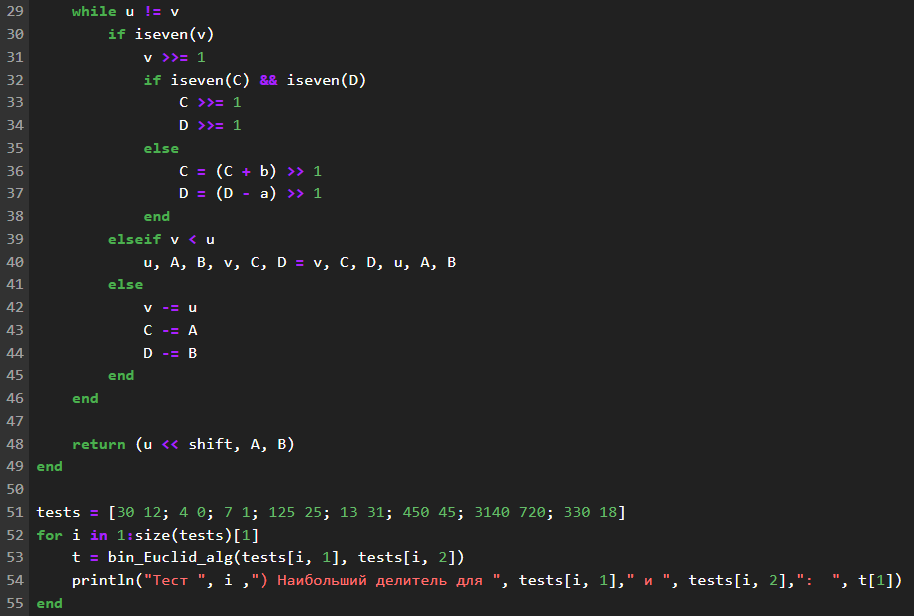 29     while u != v
30         if iseven(v)
31             v >>= 1
32             if iseven(C) && iseven(D)
33                 C >>= 1
34                 D >>= 1
35             else
36                 C = (C + b) >> 1
37                 D = (D - a) >> 1
38             end
39         elseif v < u
40             u, A, B, v, C, D = v, C, D, u, A, B
41         else
42             v -= u
43             C -= A
44             D -= B
45         end
46     end
47
48     return (u << shift, A, B)
49 end
50
51 tests = [30 12; 4 0; 7 1; 125 25; 13 31; 450 45; 3140 720; 330 18]
52 for i in 1:size(tests)[1]
53     t = bin_Euclid_alg(tests[i, 1], tests[i, 2])
54     println("Тест ", i ,") Наибольший делитель для ", tests[i, 1]," и ", tests[i, 2],":  ", t[1])
55 end